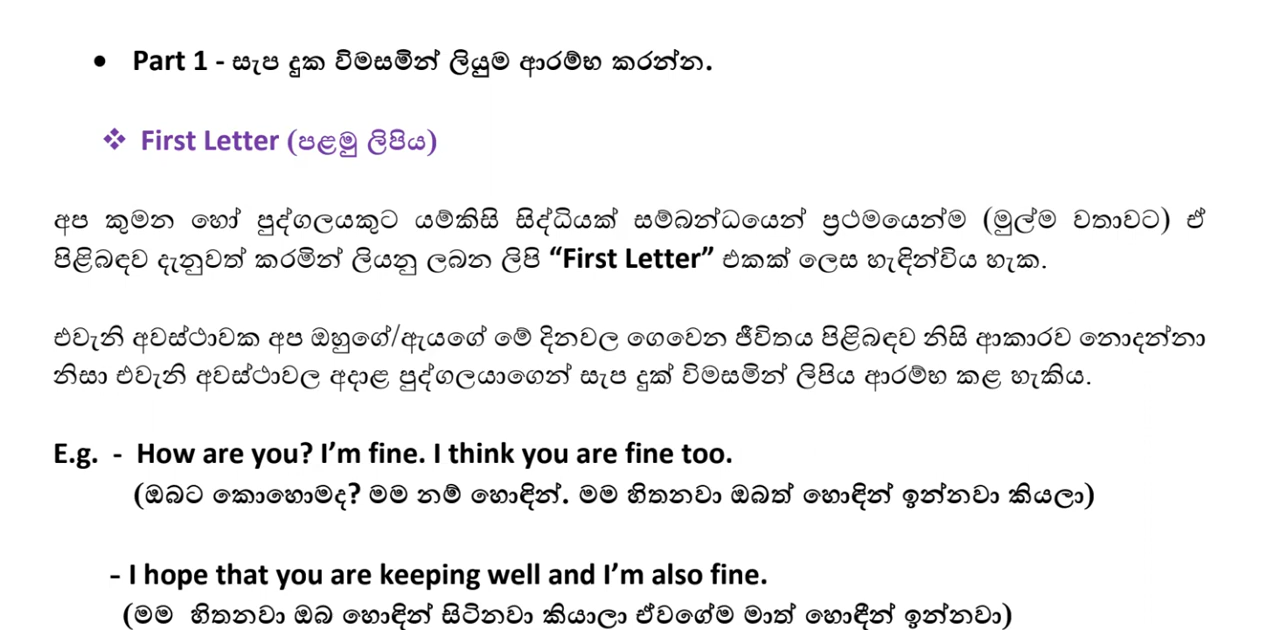 • Part 1 - සැප දුක විමසමින් ලියුම ආරම්භ කරන්න.
❖ First Letter (පළමු ලිපිය)
අප කුමන හෝ පුද්ගලයකුට යම්කිසි සිද්ධියක් සම්බන්ධයෙන් ප්‍රථමයෙන්ම (මුල්ම වතාවට) ඒ
පිළිබඳව දැනුවත් කරමින් ලියනු ලබන ලිපි “First Letter” එකක් ලෙස හැඳින්විය හැක.
එවැනි අවස්ථාවක අප ඔහුගේ/ඇයගේ මේ දිනවල ගෙවෙන ජීවිතය පිළිබඳව නිසි ආකාරව නොදන්නා
නිසා එවැනි අවස්ථාවල අදාළ පුද්ගලයාගෙන් සැප දුක් විමසමින් ලිපිය ආරම්භ කළ හැකිය.
E.g. - How are you? I’m fine. I think you are fine too.
(ඔබට කොහොමද? මම නම් හොඳින්. මම හිතනවා ඔබත් හොඳින් ඉන්නවා කියලා)
- I hope that you are keeping well and I’m also fine.
(මම හිතනවා ඔබ හොඳින් සිටිනවා කියාලා ඒවගේම මාත් හොඳීන් ඉන්නවා)